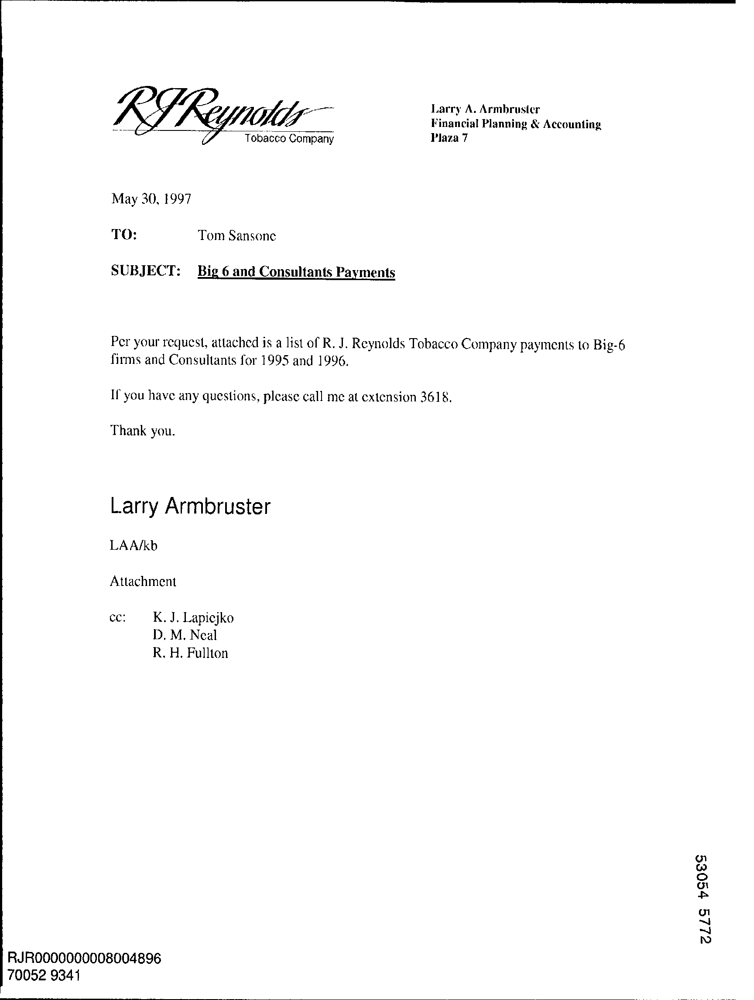 RJReynolds
Tobacco Company
Larry A. Armbruster
Financial Planning & Accounting
Plaza 7
May 30, 1997
TO: Tom Sansone
SUBJECT: Big 6 and Consultants Payments
Per your request, attached is a list of R. J. Reynolds Tobacco Company payments to Big-6
firms and Consultants for 1995 and 1996.
If you have any questions, please call me at extension 3618.
Thank you.
Larry Armbruster
LAA/kb
Attachment
cc: K. J. Lapiejko
D. M. Neal
R. H. Fullton
53054 5772
RJR0000000008004896
70052 9341